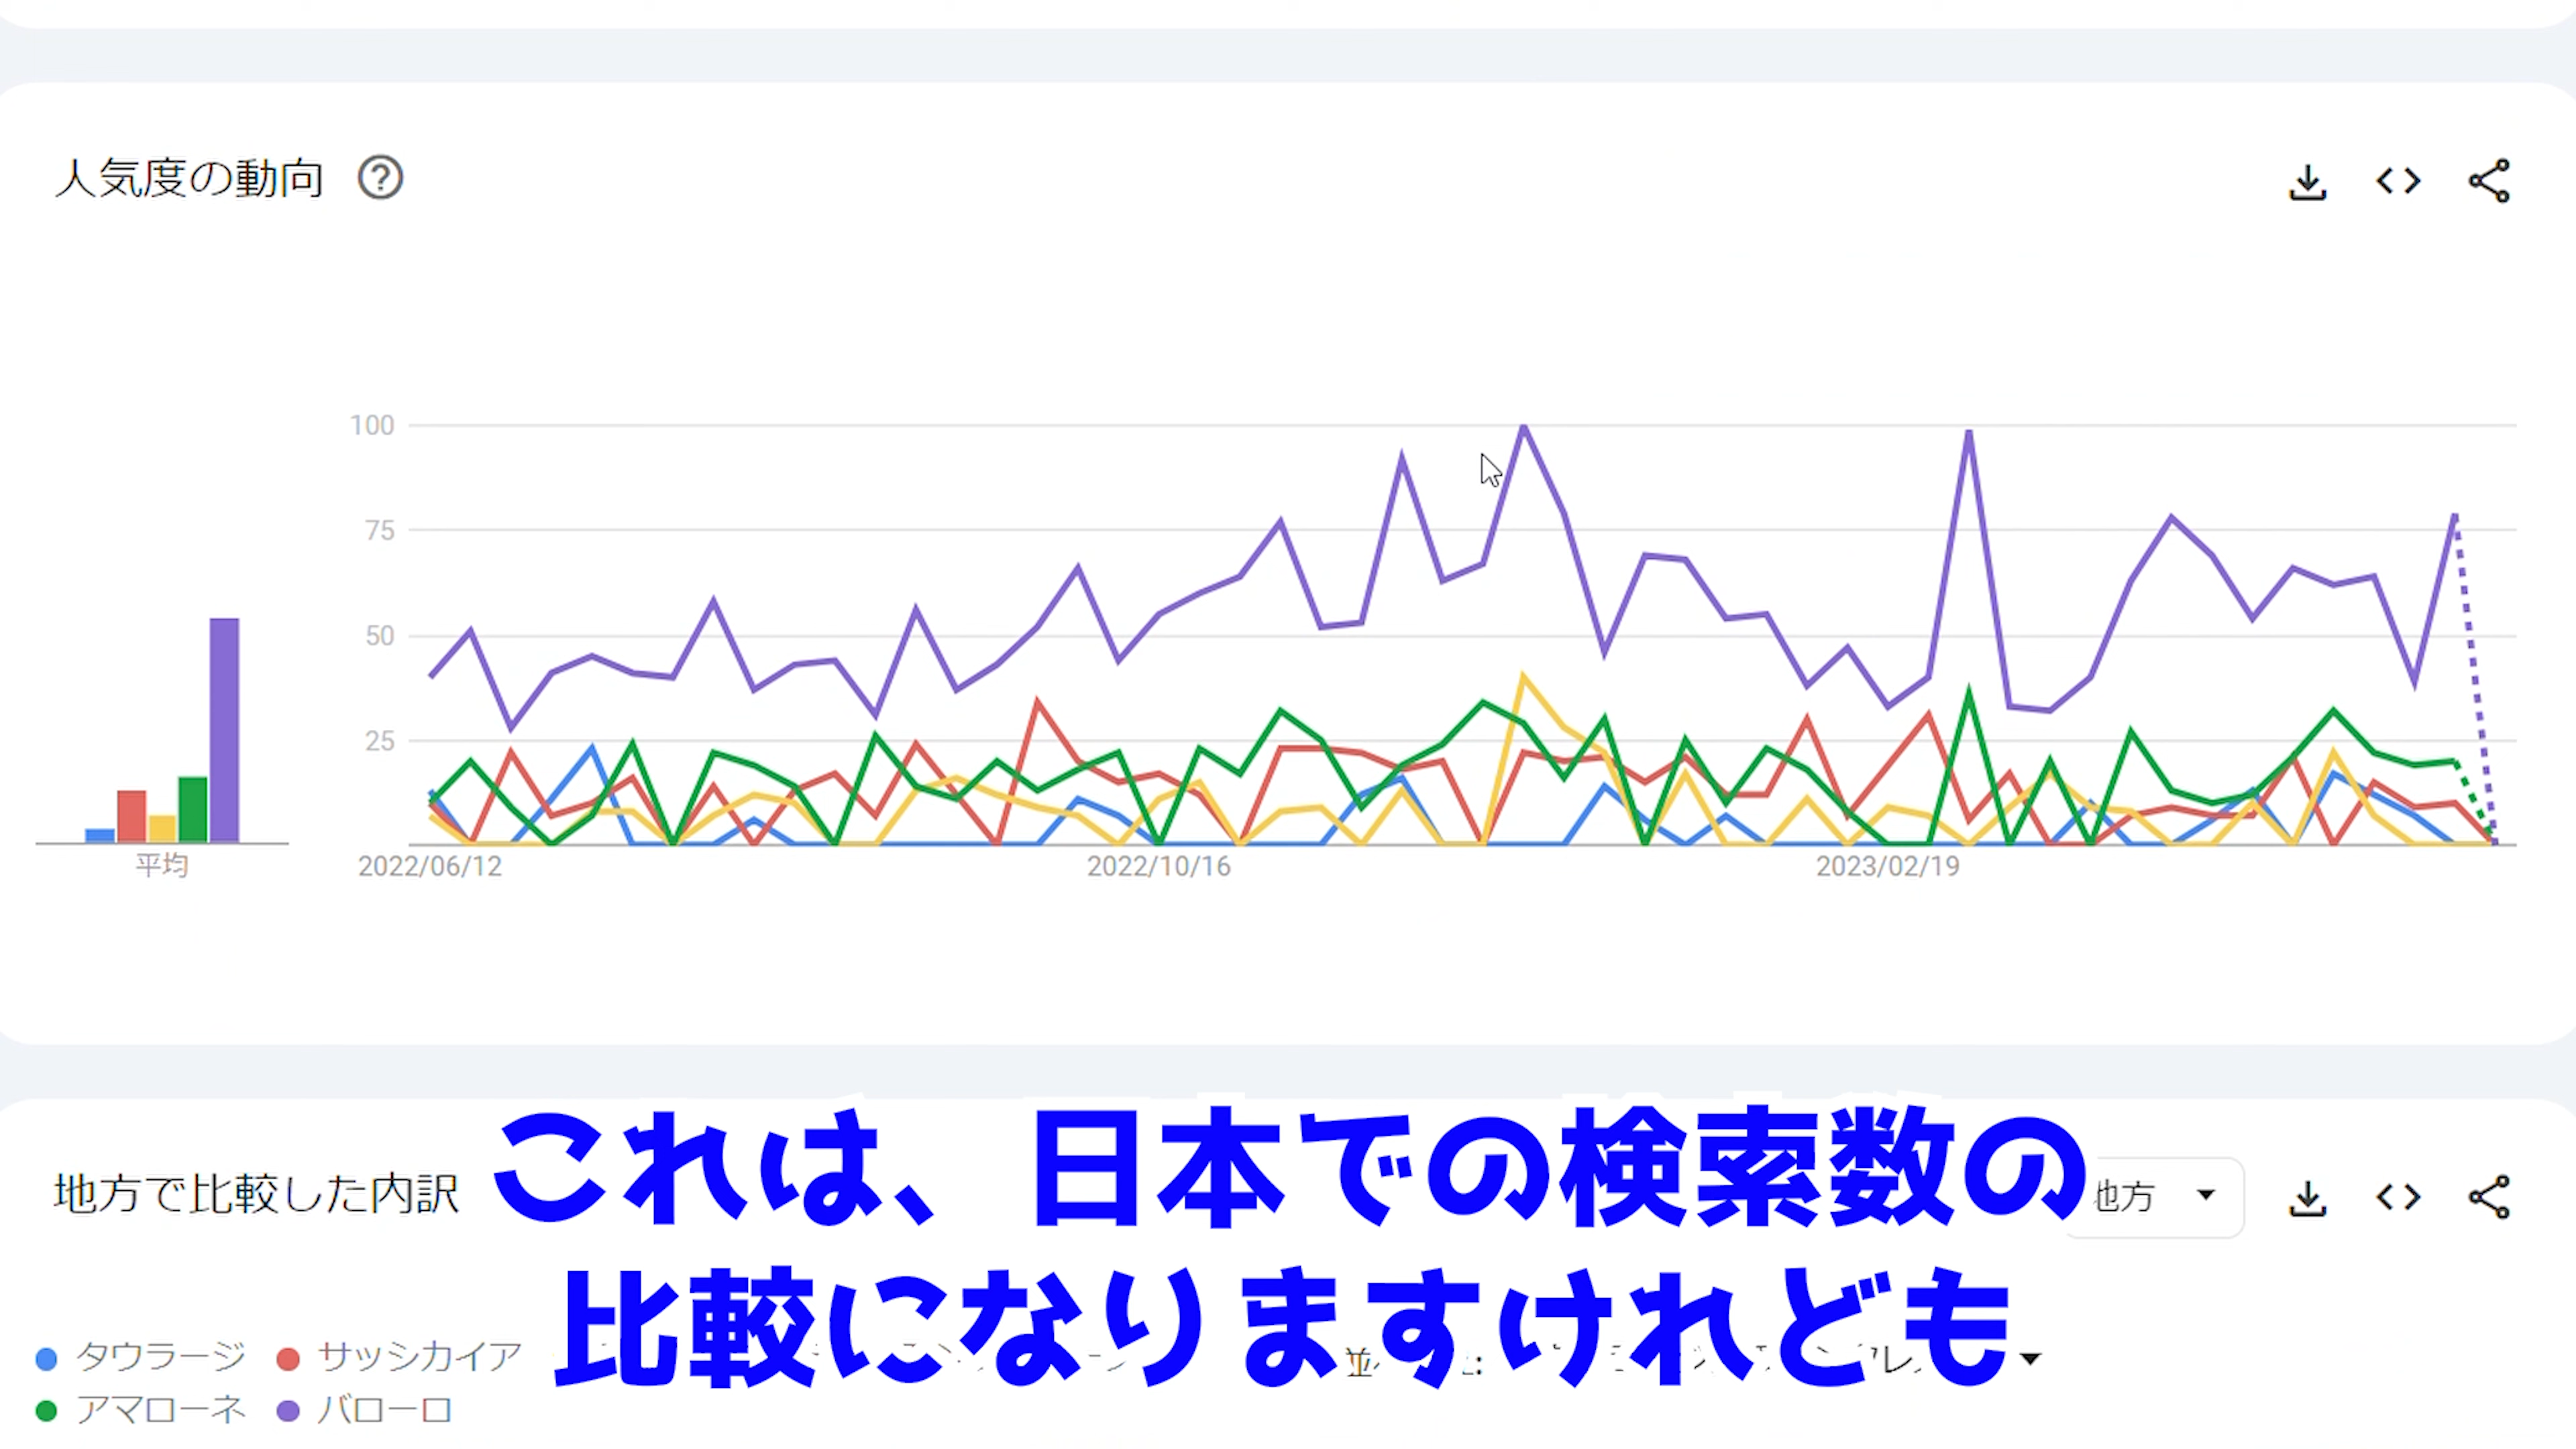 人気度の動向
100
75
50
25
平均
2022/06/12
2022/10/16
2023/02/19
地方で比較した内訳
地方
これは、日本での検索数の
比較になりますけれども
タウラージ サッシカイア
アマローネ バローロ